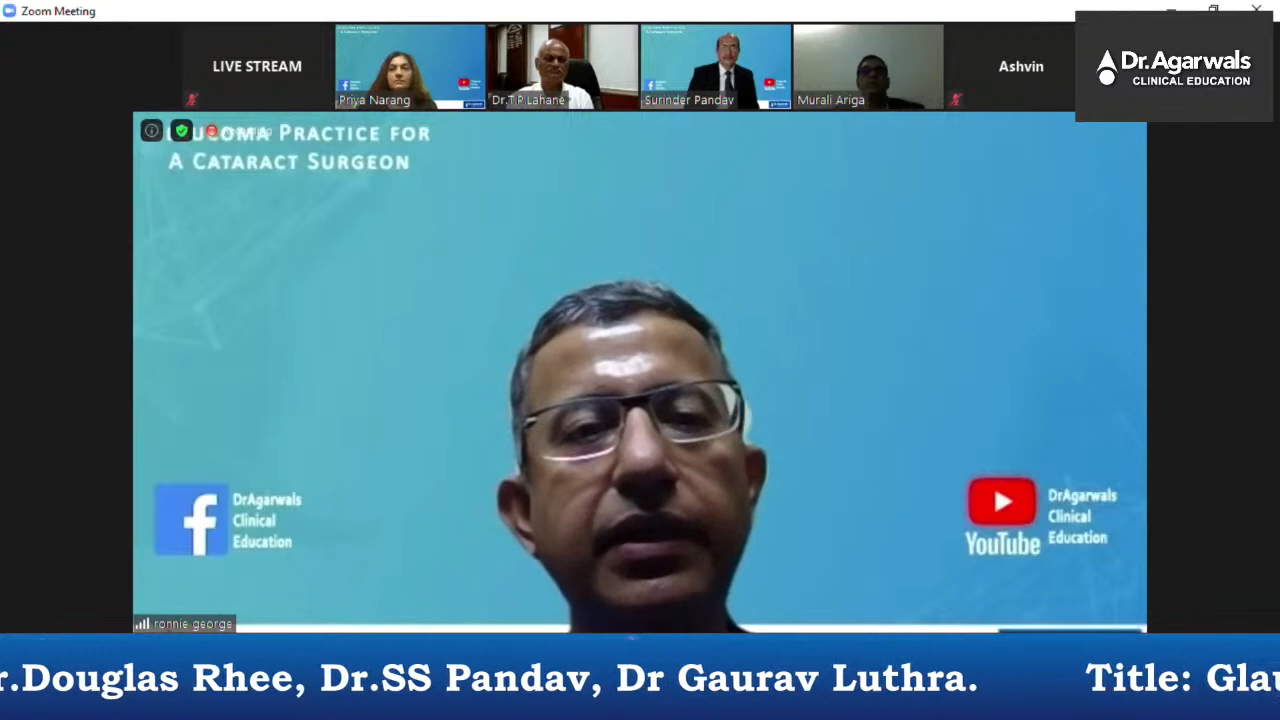 Zoom Meeting
LIVE STREAM
Priya Narang
Dr.T.P.Lahane
Surinder Pandav
Murali Ariga
Ashvin
Dr.Agarwals
CLINICAL EDUCATION
PRACTICE FOR
A CATARACT SURGEON
DrAgarwals
Clinical
Education
YouTube
DrAgarwals
Clinical
Education
ronnie george
r.Douglas Rhee, Dr.SS Pandav, Dr Gaurav Luthra. Title: Glau